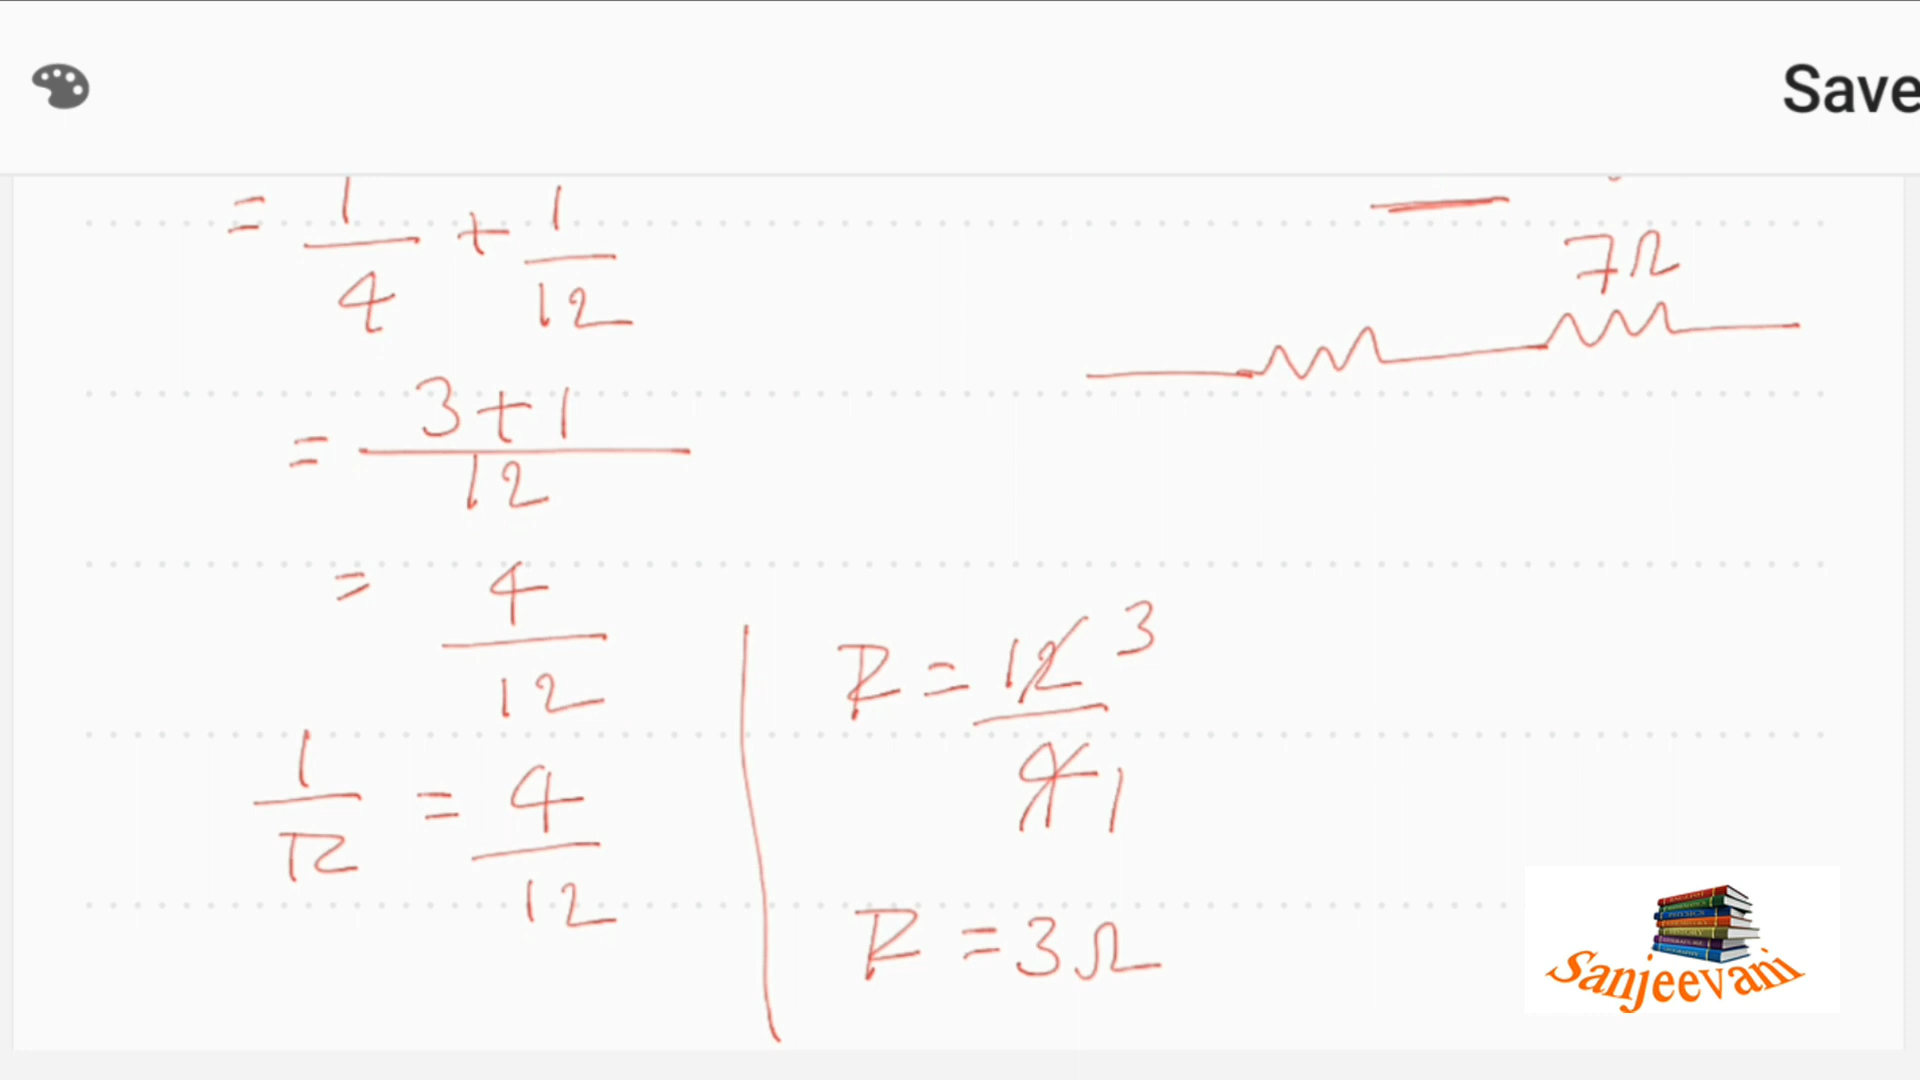 Save
= 1/4 + 1/12
7Ω
= 3+1/12
= 4/12
1/R = 4/12
R = 12/4 3 1
R = 3Ω
Sanjeevani